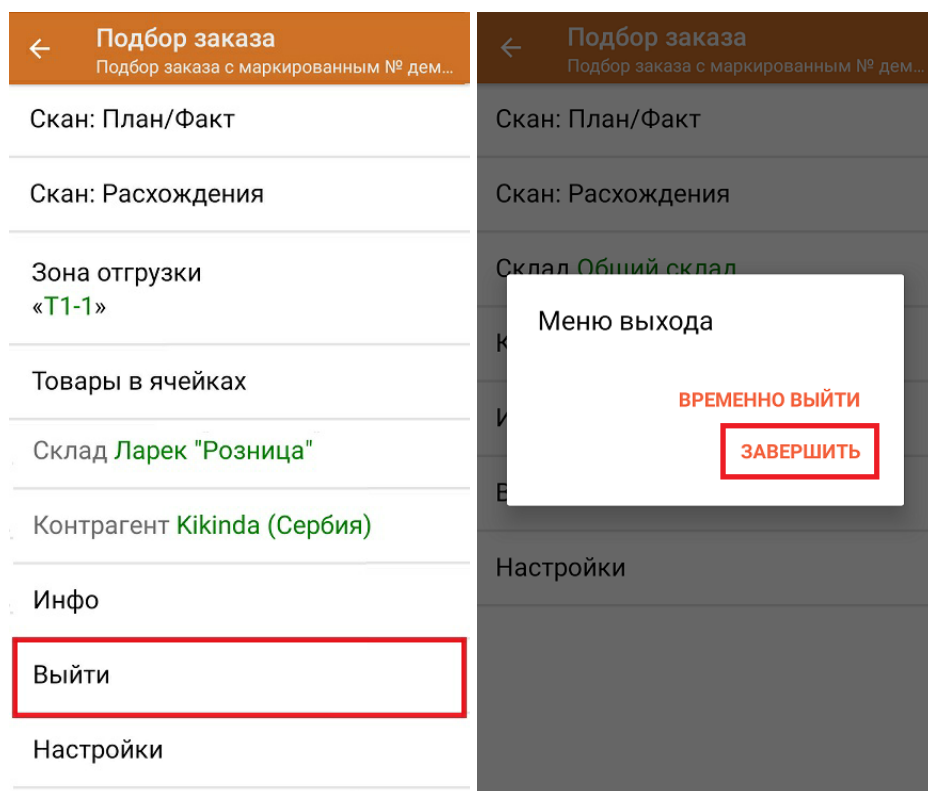 Подбор заказа
Подбор заказа с маркированным № дем...
Скан: План/Факт
Скан: Расхождения
Зона отгрузки
«Т1-1»
Товары в ячейках
Склад Ларек "Розница"
Контрагент Kikinda (Сербия)
Инфо
Выйти
Настройки
Подбор заказа
Подбор заказа с маркированным № дем...
Скан: План/Факт
Скан: Расхождения
Склад Общий склад
Меню выхода
ВРЕМЕННО ВЫЙТИ
ЗАВЕРШИТЬ
Настройки